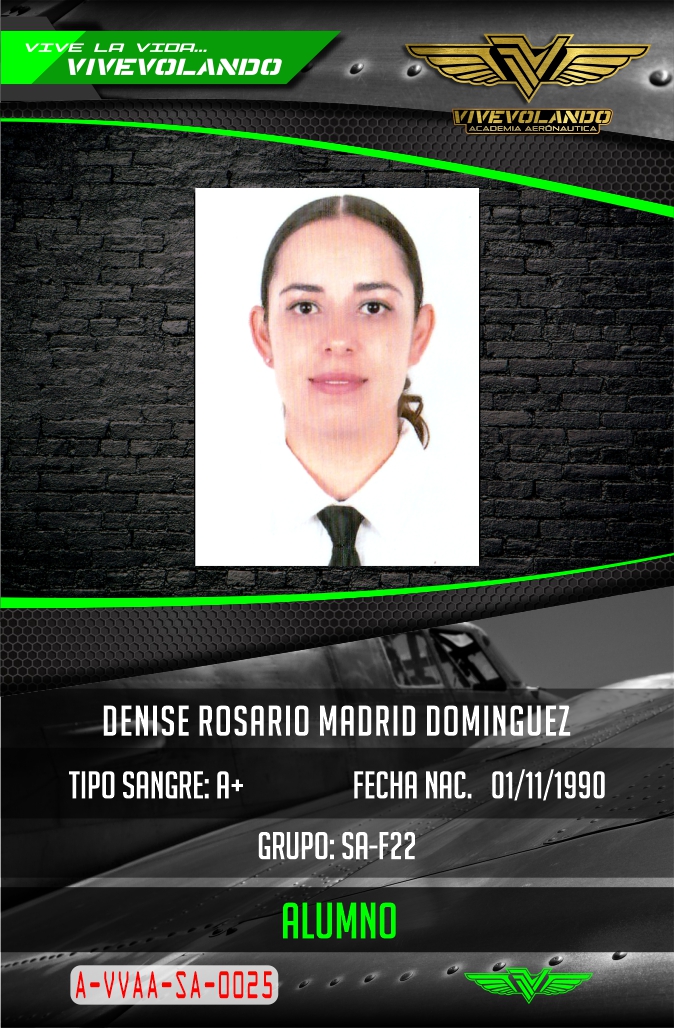 VIVE LA VIDA...
VIVEVOLANDO
VIVEVOLANDO
ACADEMIA AERÓNAUTICA
DENISE ROSARIO MADRID DOMINGUEZ
TIPO SANGRE: A+ FECHA NAC. 01/11/1990
GRUPO: SA-F22
ALUMNO
A-VVAA-SA-0025